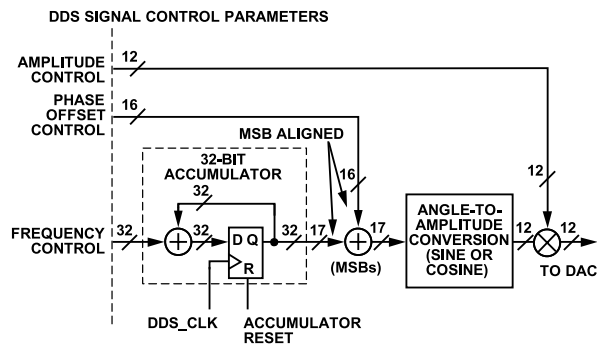 DDS SIGNAL CONTROL PARAMETERS
AMPLITUDE
CONTROL
12
PHASE
OFFSET
CONTROL
16
MSB ALIGNED
32-BIT
ACCUMULATOR
32
16
12
FREQUENCY
CONTROL
32
32
D Q
R
32
17
(MSBs)
17
ANGLE-TO-
AMPLITUDE
CONVERSION
(SINE OR
COSINE)
12
12
TO DAC
DDS_CLK
ACCUMULATOR
RESET